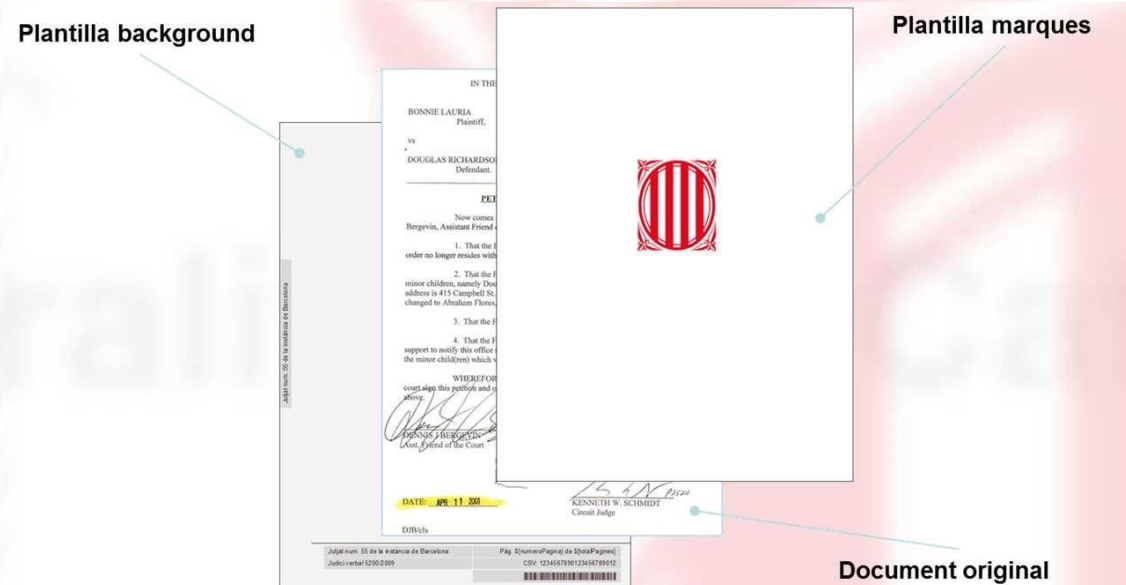 Plantilla background
Plantilla marques
IN THE
BONNIE LAURIA
Plaintiff,
vs
DOUGLAS RICHARDSO
Defendant.
PET
Now comes
Bergevin, Assistant Friend
1. That the
order no longer resides with
2. That the
minor children, namely Dou
address is 415 Campbell St.
changed to Abraham Flores,
3. That the
4. That the
support to notify this office
the minor child(ren) which
WHEREFOR
court sign this petition and
above.
DENNIS J BERGEVIN
Asst. Friend of the Court
DATE: APR 11 2001
KENNETH W. SCHMIDT
Circuit Judge
DJB/cls
Jutjat num. 55 de la instància de Barcelona
Jutjat num. 55 de la instància de Barcelona
Pàg. $[numeroPagina] de $[totalPagines]
Judici verbal 5200/2009
CSV: 1234567890123456789012
Document original